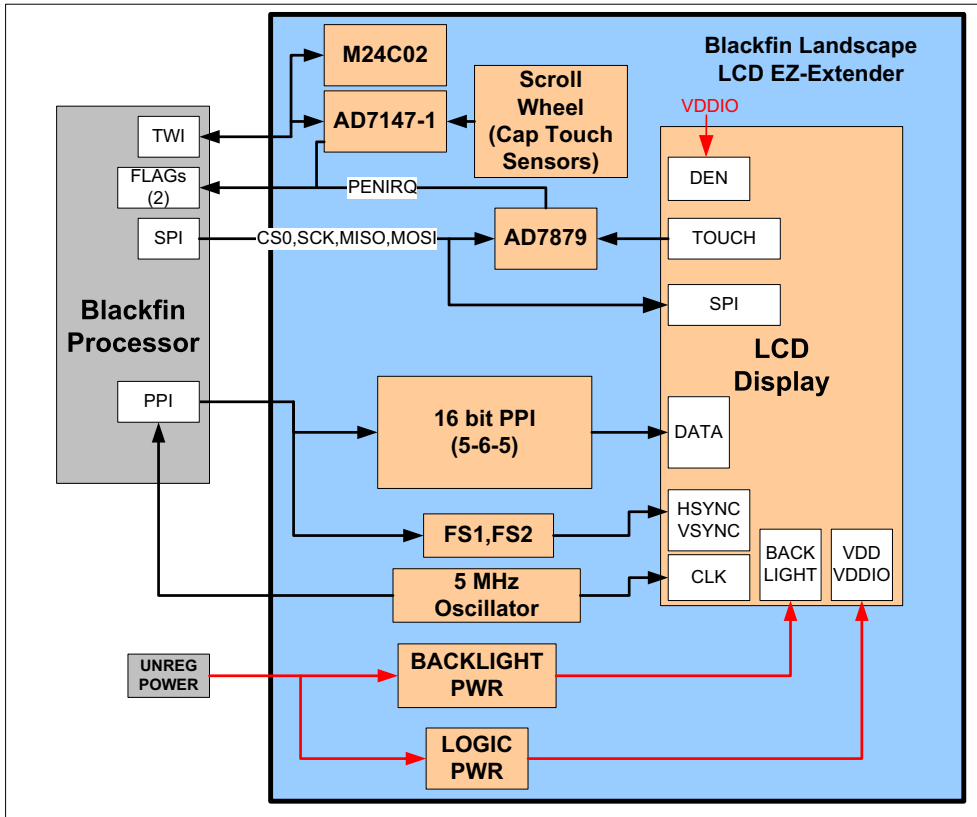 Blackfin Landscape
LCD EZ-Extender
M24C02
AD7147-1
Scroll
Wheel
(Cap Touch
Sensors)
VDDIO
TWI
FLAGs
(2)
SPI
Blackfin
Processor
PPI
PENIRQ
CS0,SCK,MISO,MOSI
AD7879
DEN
TOUCH
SPI
LCD
Display
16 bit PPI
(5-6-5)
DATA
FS1,FS2
HSYNC
VSYNC
5 MHz
Oscillator
CLK
BACK
LIGHT
VDD
VDDIO
UNREG
POWER
BACKLIGHT
PWR
LOGIC
PWR